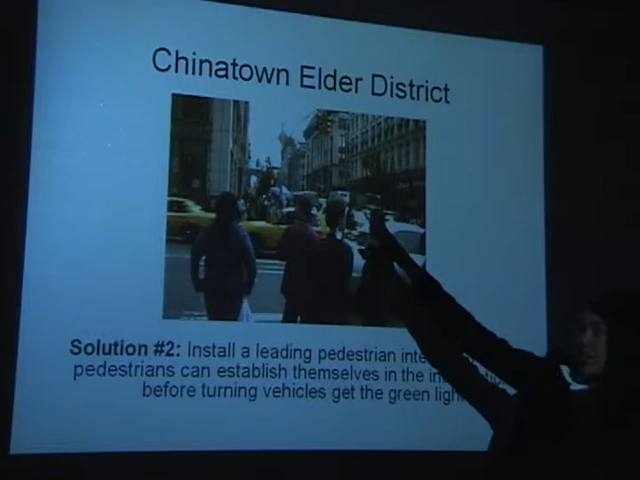 Chinatown Elder District
Solution #2: Install a leading pedestrian
pedestrians can establish themselves in the
before turning vehicles get the green